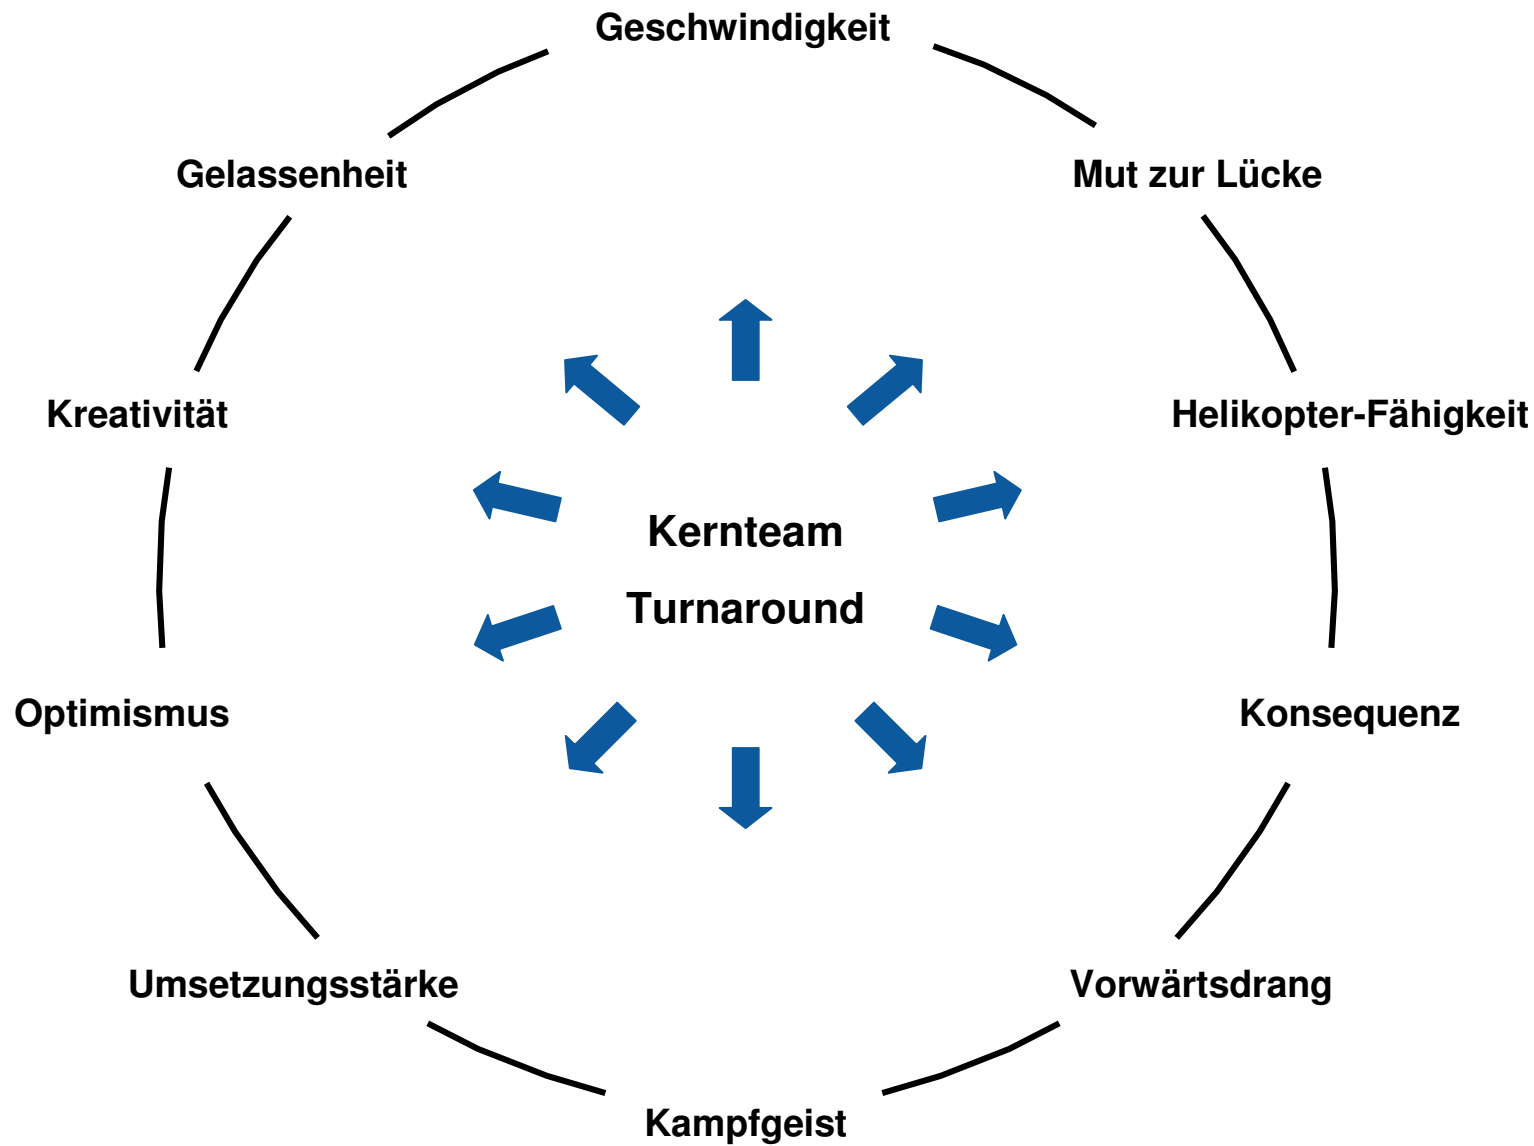 Geschwindigkeit
Gelassenheit
Mut zur Lücke
Kreativität
Helikopter-Fähigkeit
Kernteam
Turnaround
Optimismus
Konsequenz
Umsetzungsstärke
Vorwärtsdrang
Kampfgeist